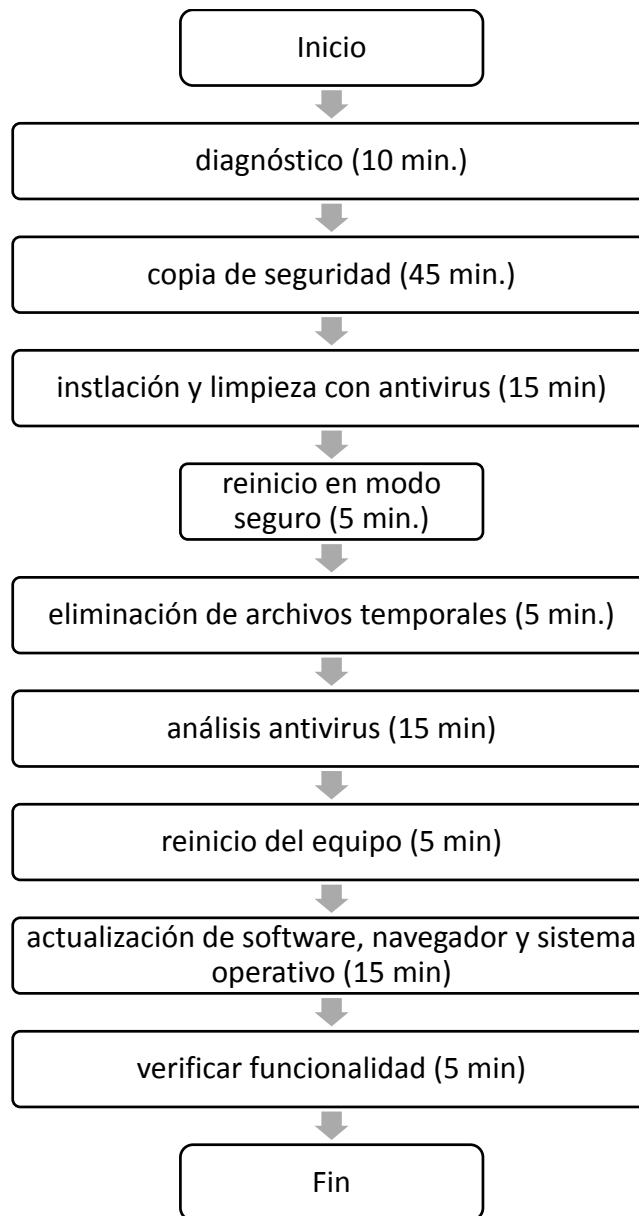 Inicio
diagnóstico (10 min.)
copia de seguridad (45 min.)
instlación y limpieza con antivirus (15 min)
reinicio en modo
seguro (5 min.)
eliminación de archivos temporales (5 min.)
análisis antivirus (15 min)
reinicio del equipo (5 min)
actualización de software, navegador y sistema
operativo (15 min)
verificar funcionalidad (5 min)
Fin